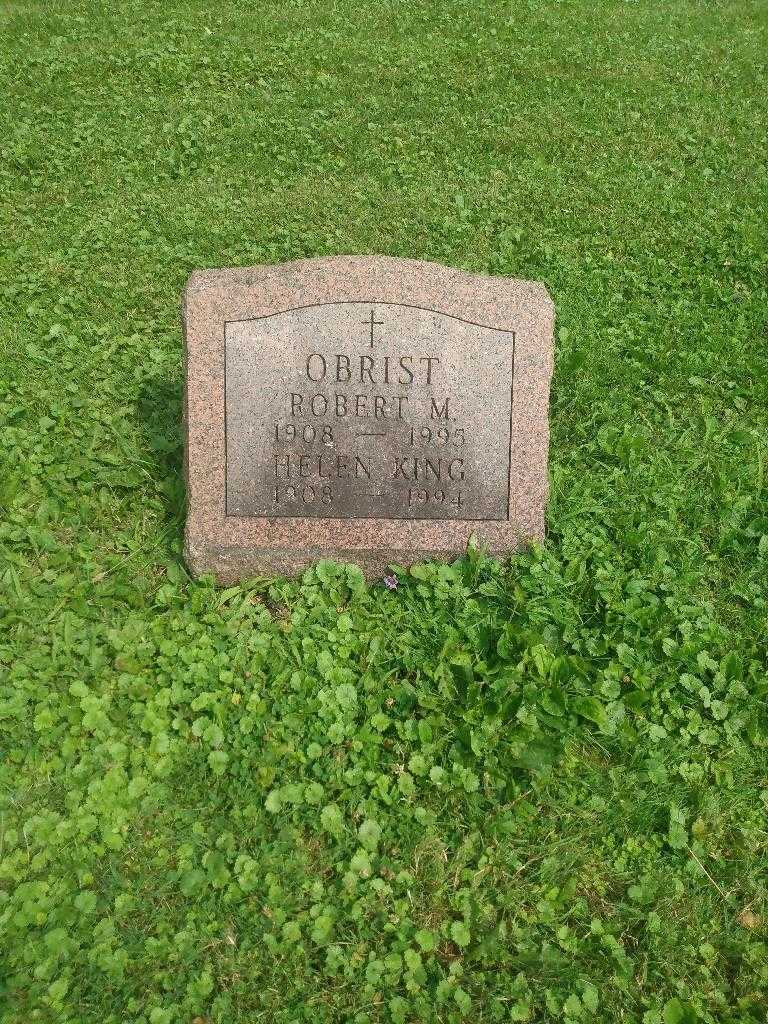 OBRIST
ROBERT M.
1908 — 1995
HELEN KING
1908 — 1994